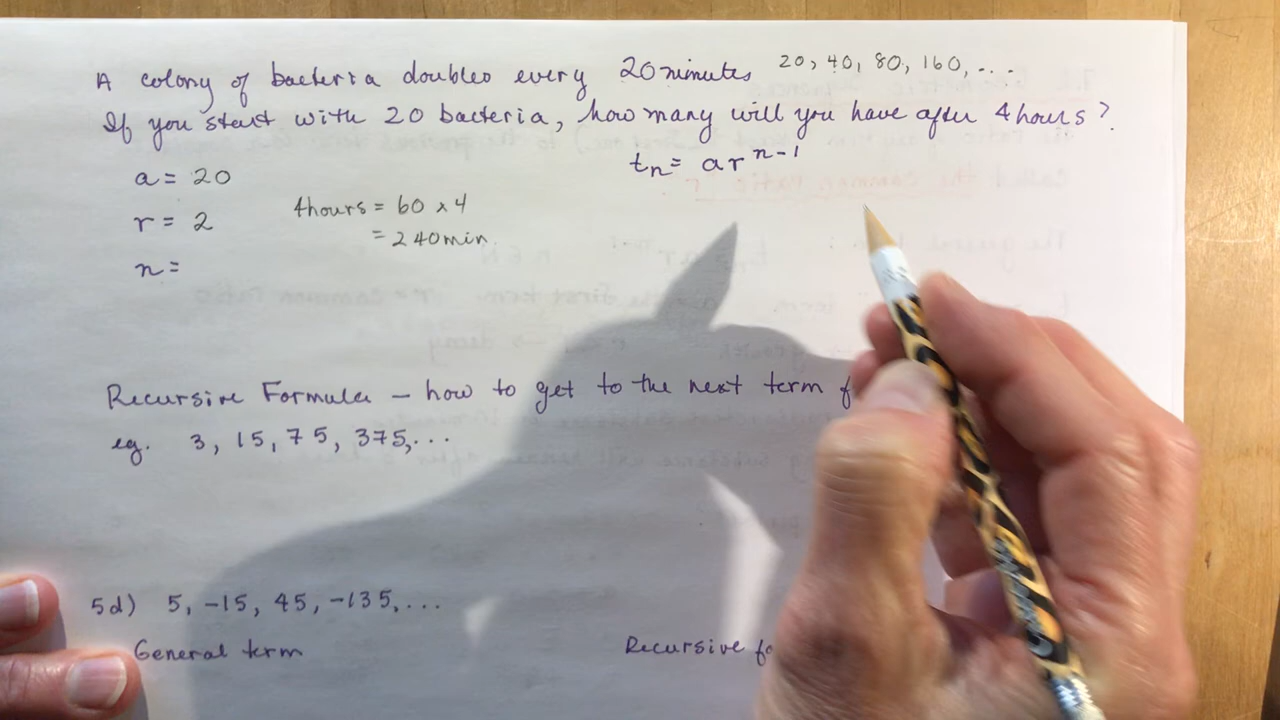 A colony of bacteria doubles every 20 minutes 20, 40, 80, 160, ...
If you start with 20 bacteria, how many will you have after 4 hours?
tn = ar^n-1
a = 20
r = 2
4 hours = 60 x 4
= 240 min.
n =
Recursive Formula – how to get to the next term
eg. 3, 15, 75, 375, ...
5d) 5, -15, 45, -135, ...
General term
Recursive fo